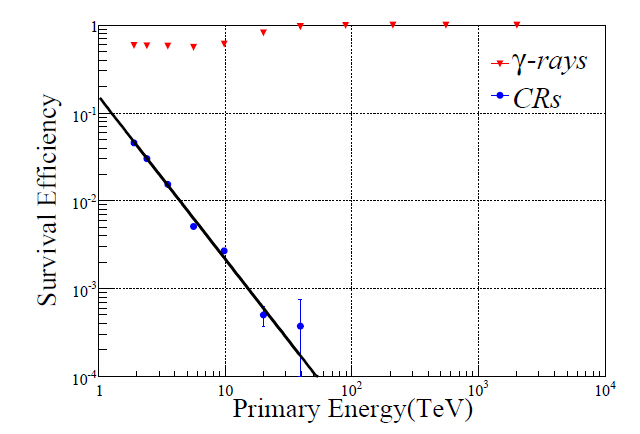 Survival Efficiency
1
10-1
10-2
10-3
10-4
γ-rays
CRs
1
10
10²
10³
10⁴
Primary Energy(TeV)